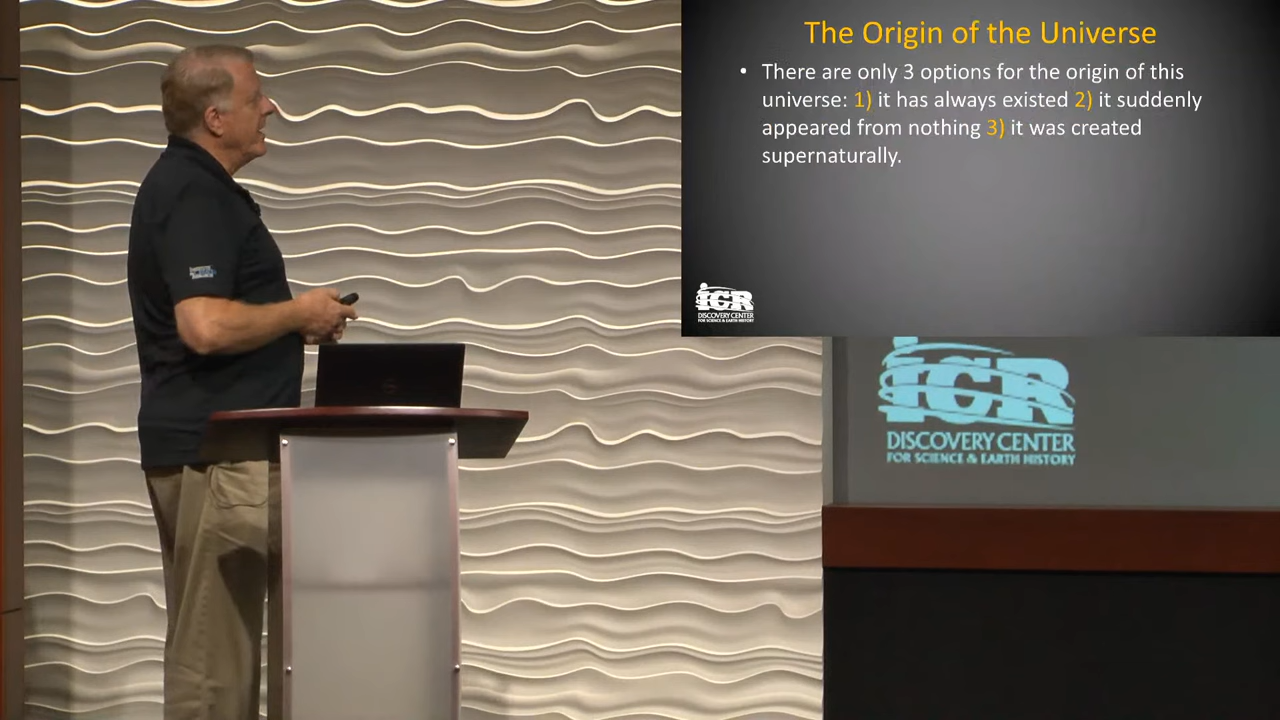 The Origin of the Universe
• There are only 3 options for the origin of this
universe: 1) it has always existed 2) it suddenly
appeared from nothing 3) it was created
supernaturally.
ICR
DISCOVERY CENTER
FOR SCIENCE & EARTH HISTORY
ICR
DISCOVERY CENTER
FOR SCIENCE & EARTH HISTORY